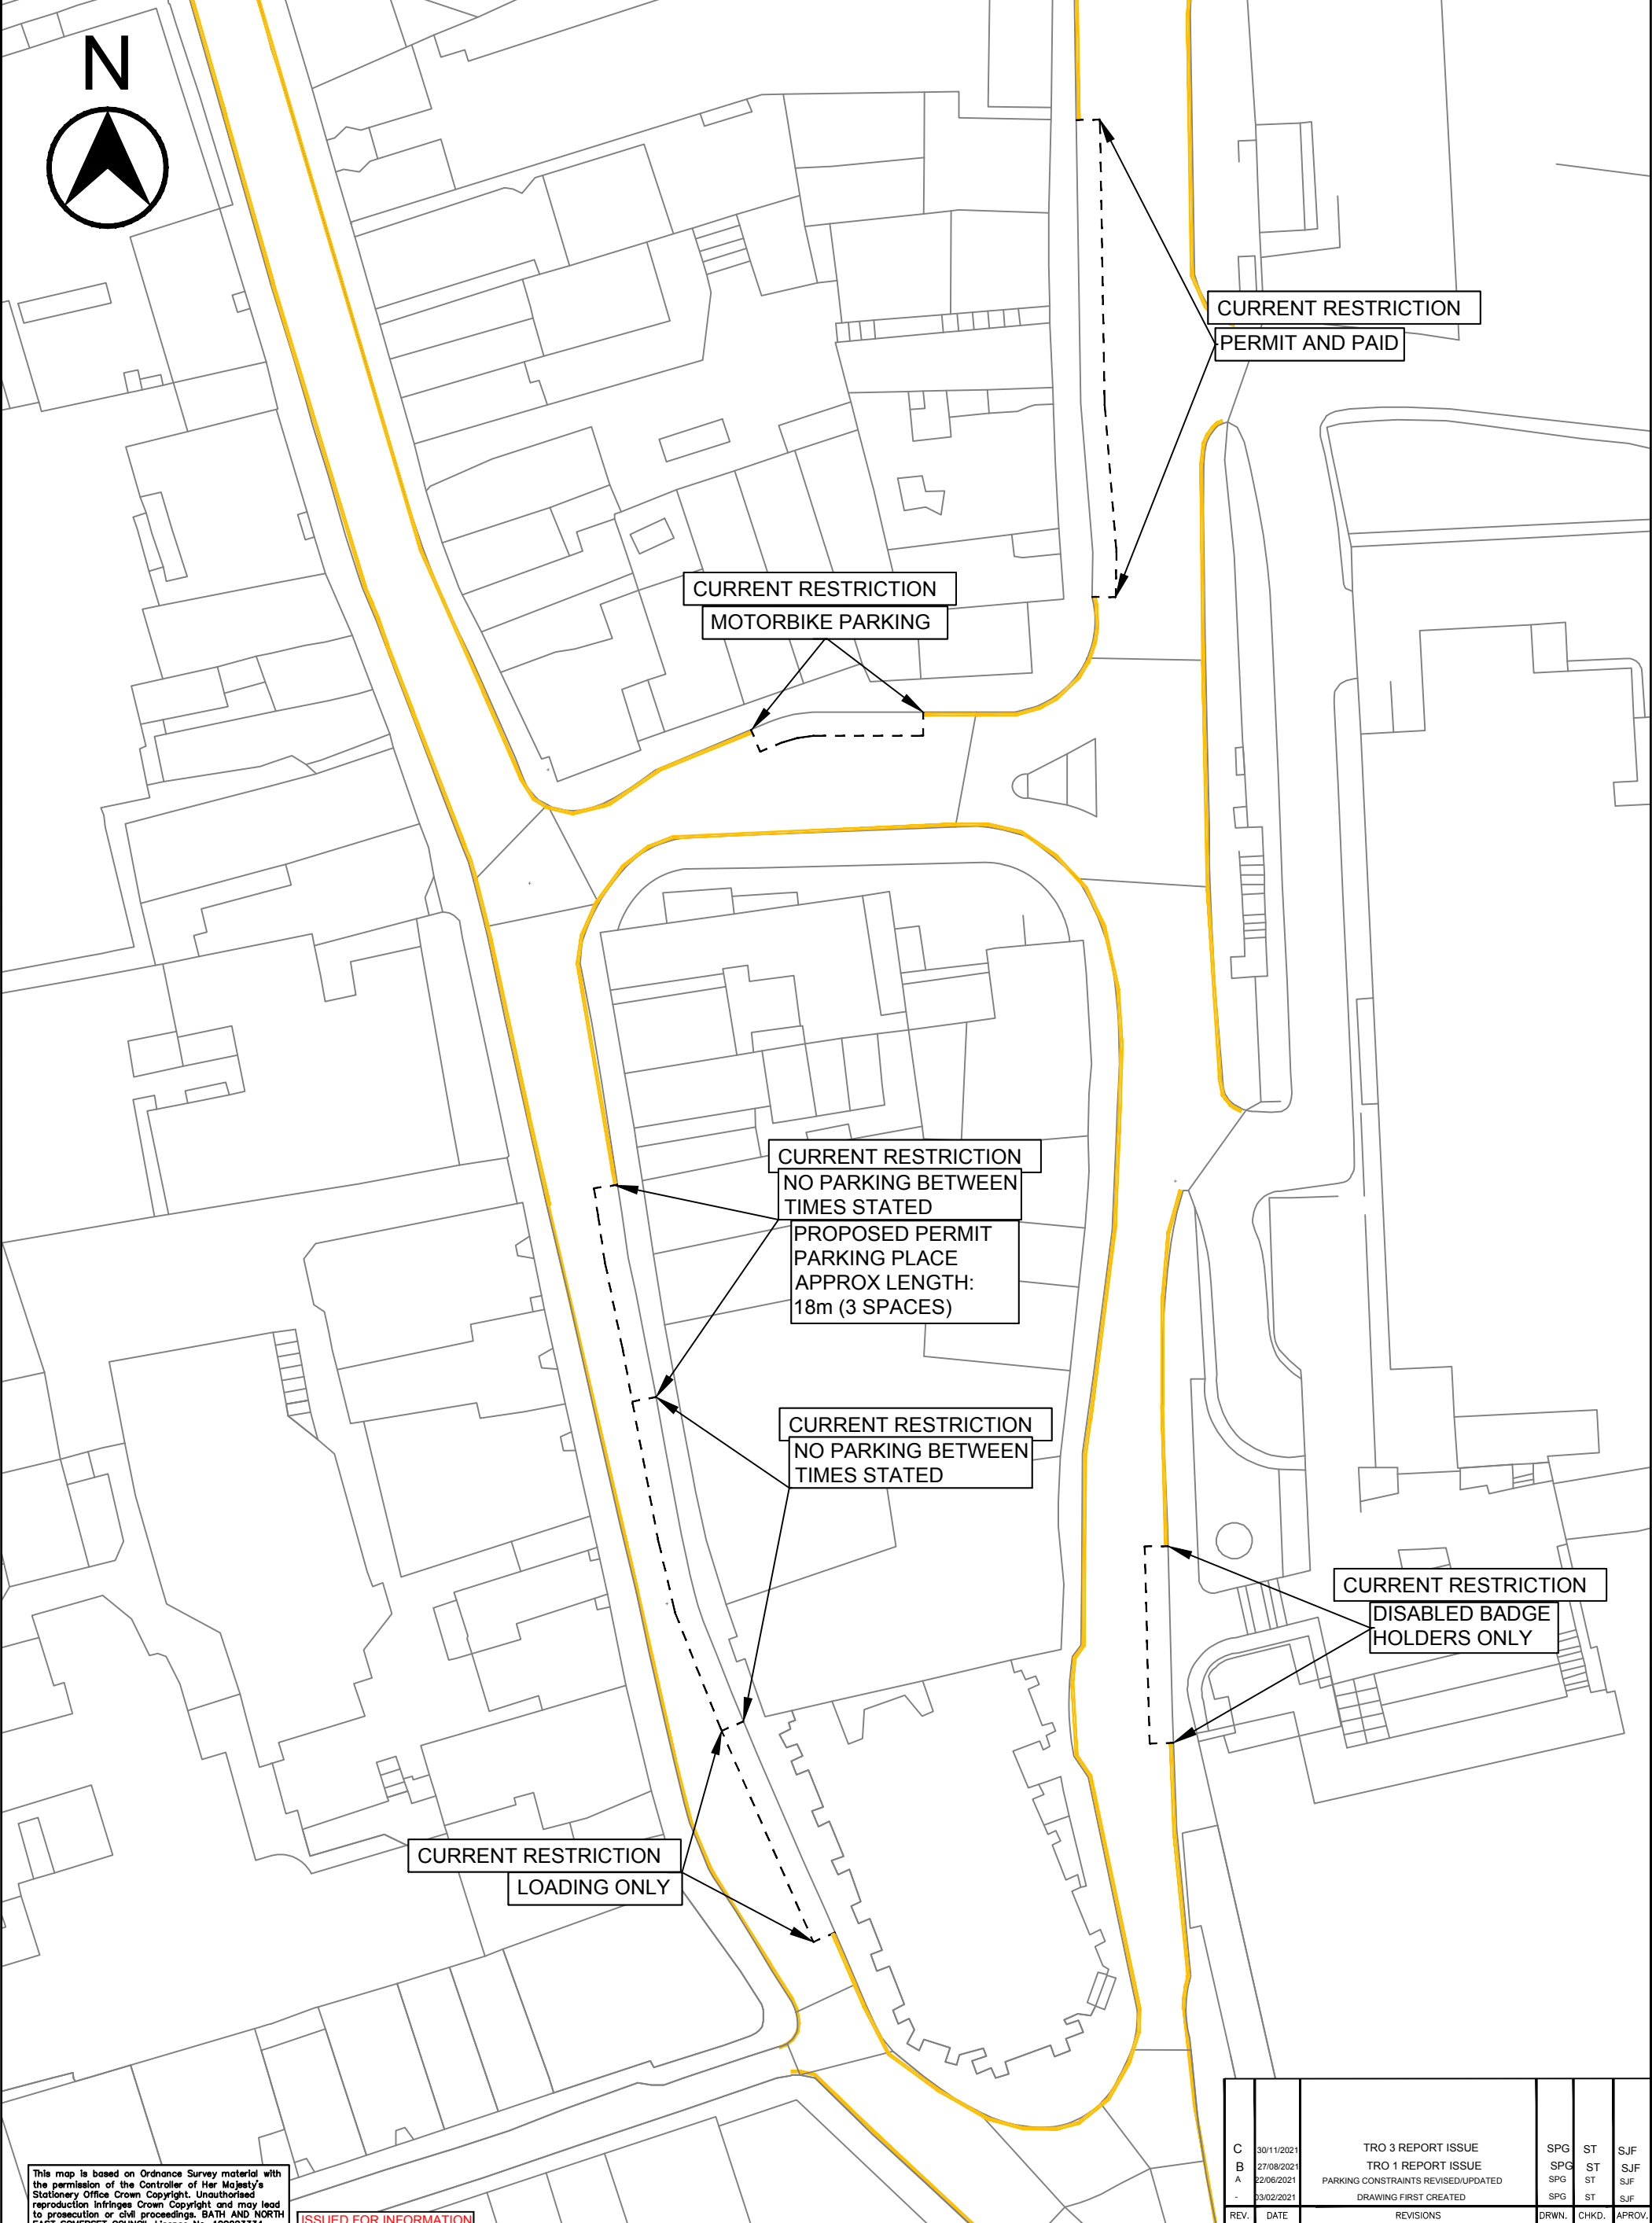 N
CURRENT RESTRICTION
PERMIT AND PAID
CURRENT RESTRICTION
MOTORBIKE PARKING
CURRENT RESTRICTION
NO PARKING BETWEEN
TIMES STATED
PROPOSED PERMIT
PARKING PLACE
APPROX LENGTH:
18m (3 SPACES)
CURRENT RESTRICTION
NO PARKING BETWEEN
TIMES STATED
CURRENT RESTRICTION
DISABLED BADGE
HOLDERS ONLY
CURRENT RESTRICTION
LOADING ONLY
This map is based on Ordnance Survey material with
the permission of the Controller of Her Majesty's
Stationery Office Crown Copyright. Unauthorised
reproduction infringes Crown Copyright and may lead
to prosecution or civil proceedings. BATH AND NORTH
ISSUED FOR INFORMATION
C 30/11/2021 TRO 3 REPORT ISSUE SPG ST SJF
B 27/08/2021 TRO 1 REPORT ISSUE SPG ST SJF
A 22/06/2021 PARKING CONSTRAINTS REVISED/UPDATED SPG ST SJF
- 03/02/2021 DRAWING FIRST CREATED SPG ST SJF
REV. DATE REVISIONS DRWN. CHKD. APROV.